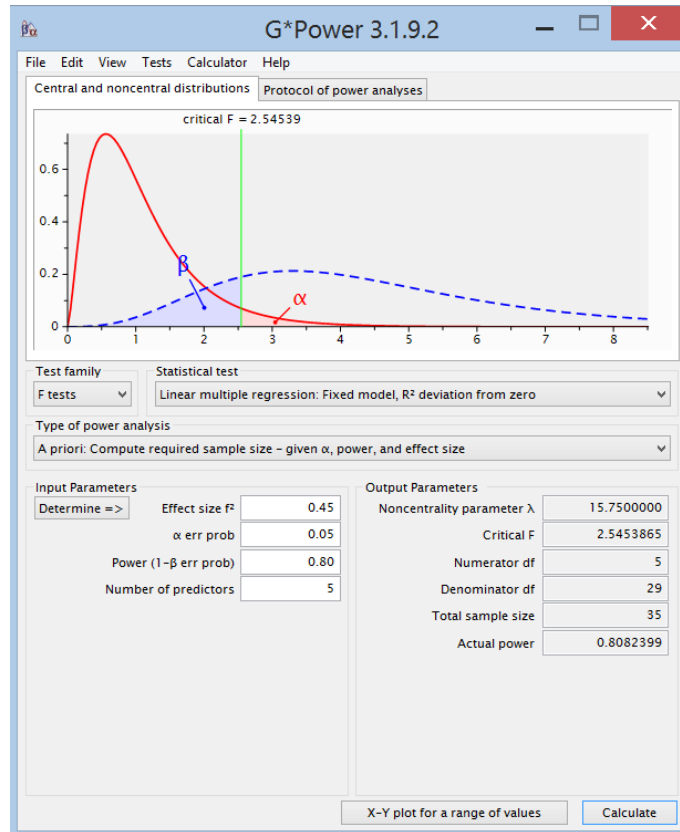 βα G*Power 3.1.9.2
File Edit View Tests Calculator Help
Central and noncentral distributions Protocol of power analyses
critical F = 2.54539
0.6
0.4
0.2
0
β
α
0 1 2 3 4 5 6 7 8
Test family Statistical test
F tests Linear multiple regression: Fixed model, R² deviation from zero
Type of power analysis
A priori: Compute required sample size – given α, power, and effect size
Input Parameters Output Parameters
Determine => Effect size f² 0.45 Noncentrality parameter λ 15.7500000
α err prob 0.05 Critical F 2.5453865
Power (1-β err prob) 0.80 Numerator df 5
Number of predictors 5 Denominator df 29
Total sample size 35
Actual power 0.8082399
X-Y plot for a range of values Calculate